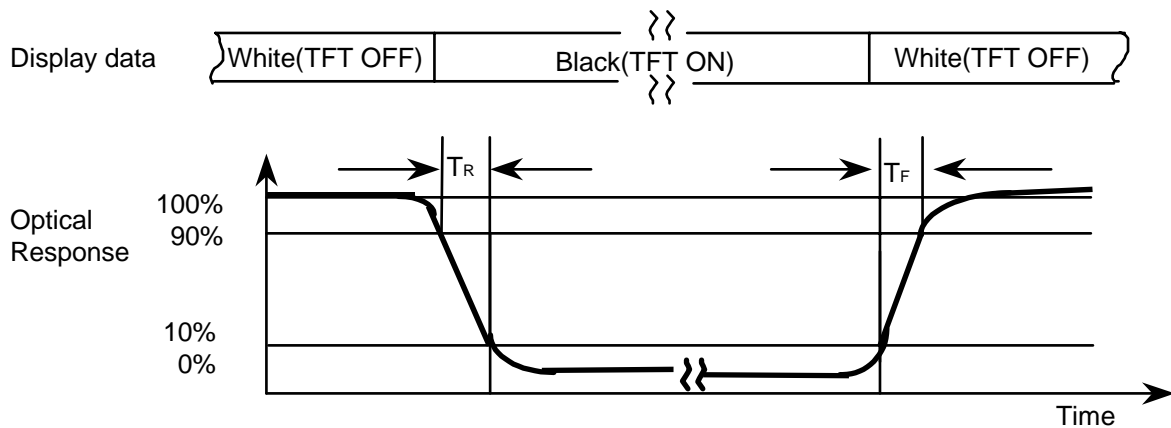 Display data
White(TFT OFF)
Black(TFT ON)
White(TFT OFF)
TR
TF
Optical
Response
100%
90%
10%
0%
Time